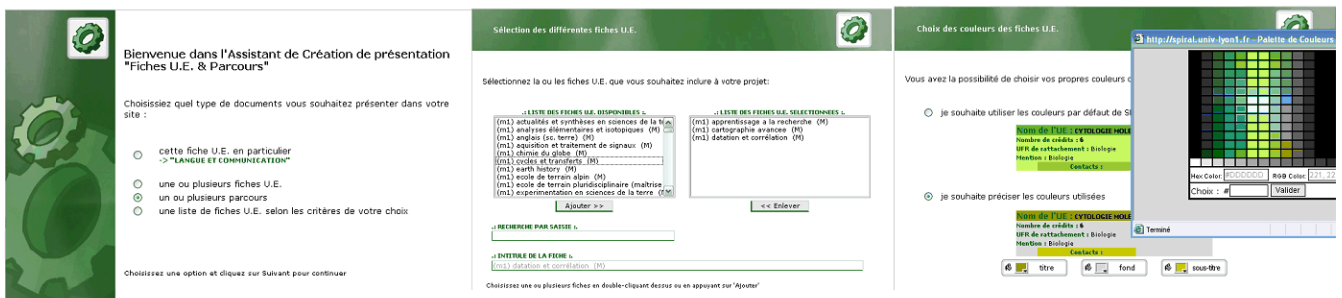 Bienvenue dans l'Assistant de Création de présentation
"Fiches U.E. & Parcours"
Choisissiez quel type de documents vous souhaitez présenter dans votre
site :
cette fiche U.E. en particulier
-> "LANGUE ET COMMUNICATION"
une ou plusieurs fiches U.E.
un ou plusieurs parcours
une liste de fiches U.E. selon les critères de votre choix
Choisissez une option et cliquez sur Suivant pour continuer
Sélection des différentes fiches U.E.
Sélectionnez la ou les fiches U.E. que vous souhaitez inclure à votre projet:
.: LISTE DES FICHES U.E. DISPONIBLES :.
(m1) actualités et synthèses en sciences de la te
(m1) analyses élémentaires et isotopiques (M)
(m1) anglais (sc. terre) (M)
(m1) aquisition et traitement de signaux (M)
(m1) chimie du globe (M)
(m1) cycles et transferts (M)
(m1) earth history (M)
(m1) ecole de terrain alpin (M)
(m1) ecole de terrain pluridisciplinaire (maitrise
(m1) experimentation en sciences de la terre (M)
Ajouter >>
.: LISTE DES FICHES U.E. SELECTIONNEES :.
(m1) apprentissage a la recherche (M)
(m1) cartographie avancee (M)
(m1) datation et corrélation (M)
<< Enlever
.: RECHERCHE PAR SAISIE :.
.: INTITULE DE LA FICHE :.
(m1) datation et corrélation (M)
Choisissez une ou plusieurs fiches en double-cliquant dessus ou en appuyant sur 'Ajouter'
Choix des couleurs des fiches U.E.
Vous avez la possibilité de choisir vos propres couleurs
je souhaite utiliser les couleurs par défaut de
Nom de l'UE : CYTOLOGIE MOLE
Nombre de crédits : 6
UFR de rattachement : Biologie
Mention : Biologie
Contacts :
je souhaite préciser les couleurs utilisées
Nom de l'UE : CYTOLOGIE MOLE
Nombre de crédits : 6
UFR de rattachement : Biologie
Mention : Biologie
Contacts :
titre
fond
sous-titre
http://spiral.univ-lyon1.fr - Palette de Couleurs
Hex Color: #DDDDDD RGB Color: 221, 22
Choix : # Valider
Terminé